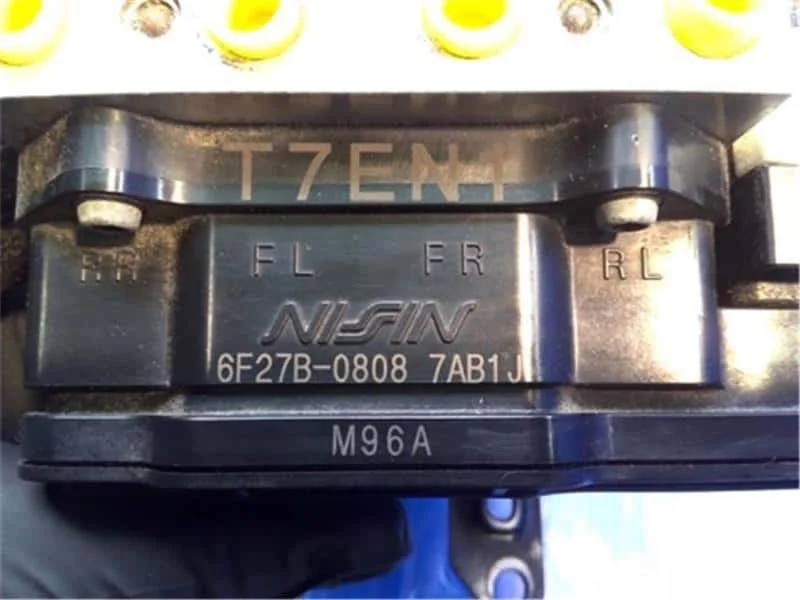 T7EN1
RR FL FR RL
NISSIN
6F27B-0808 7AB1J
M96A